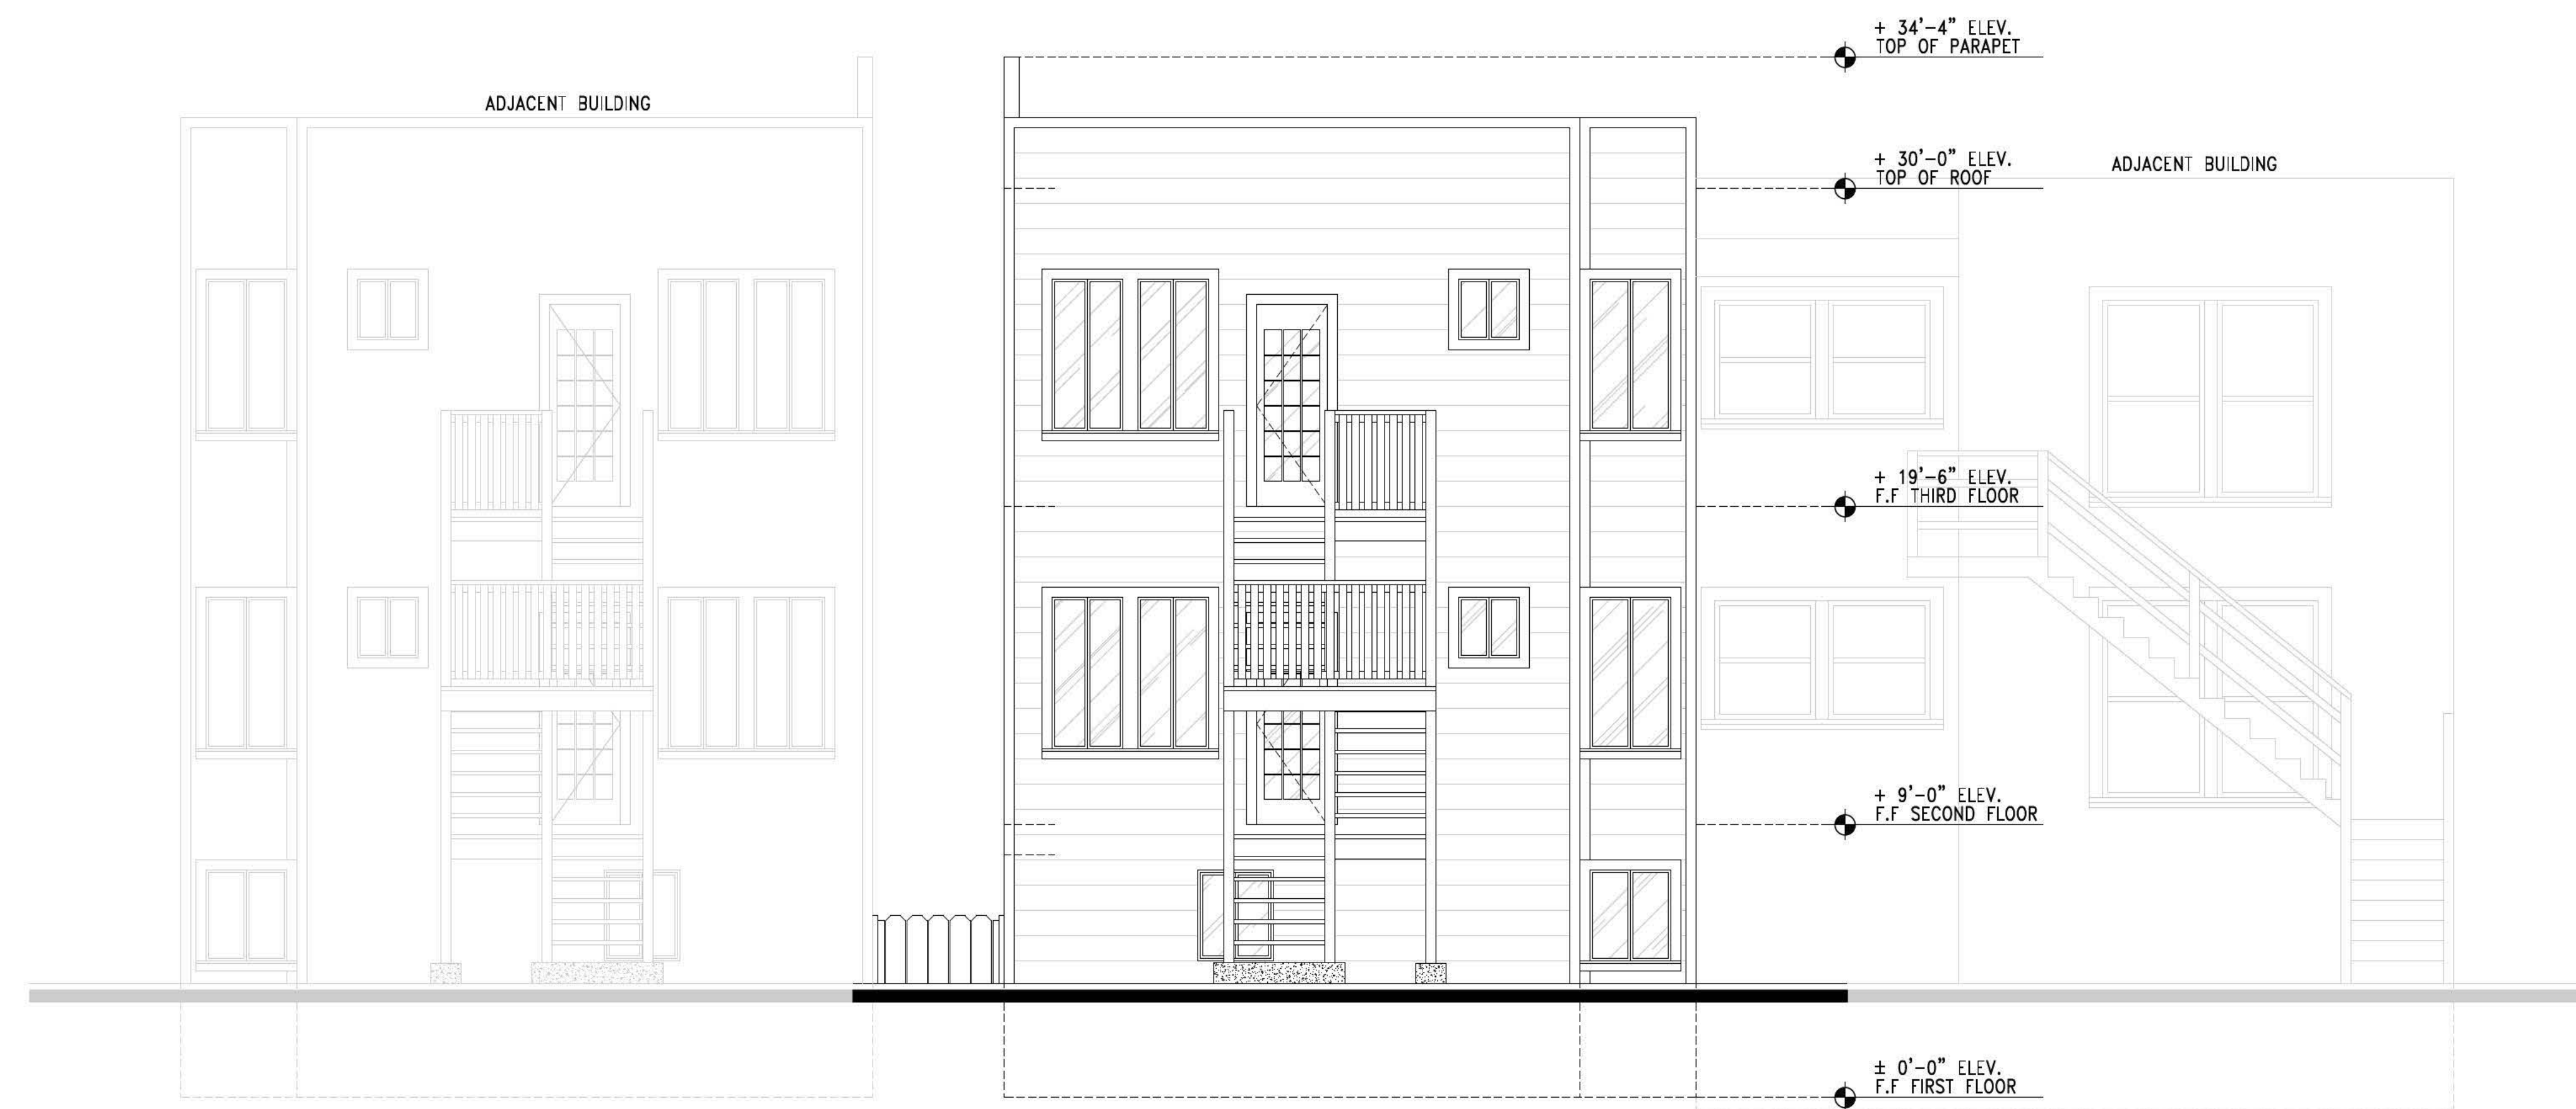 + 34'-4" ELEV.
TOP OF PARAPET
ADJACENT BUILDING
+ 30'-0" ELEV.
TOP OF ROOF
ADJACENT BUILDING
+ 19'-6" ELEV.
F.F THIRD FLOOR
+ 9'-0" ELEV.
F.F SECOND FLOOR
± 0'-0" ELEV.
F.F FIRST FLOOR